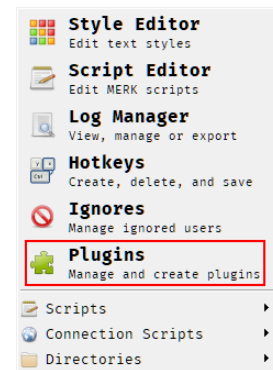 Style Editor
Edit text styles
Script Editor
Edit MERK scripts
Log Manager
View, manage or export
Hotkeys
Create, delete, and save
Ignores
Manage ignored users
Plugins
Manage and create plugins
Scripts
Connection Scripts
Directories